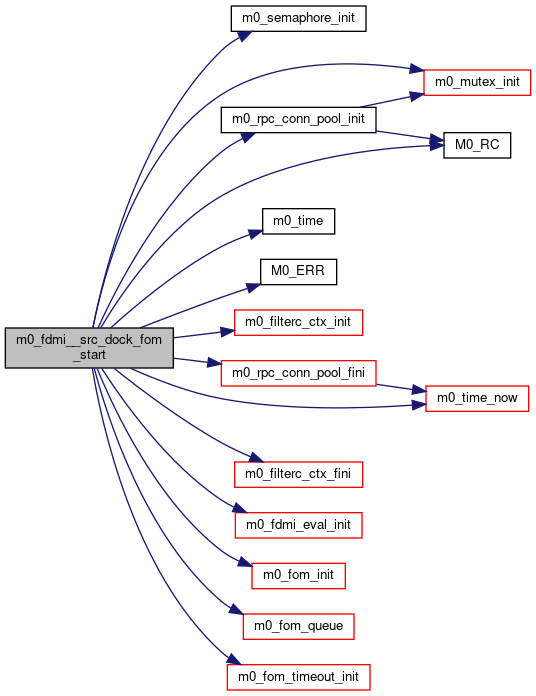 m0_semaphore_init
m0_mutex_init
m0_rpc_conn_pool_init
M0_RC
m0_time
M0_ERR
m0_filterc_ctx_init
m0_fdmi__src_dock_fom
_start
m0_rpc_conn_pool_fini
m0_time_now
m0_filterc_ctx_fini
m0_fdmi_eval_init
m0_fom_init
m0_fom_queue
m0_fom_timeout_init